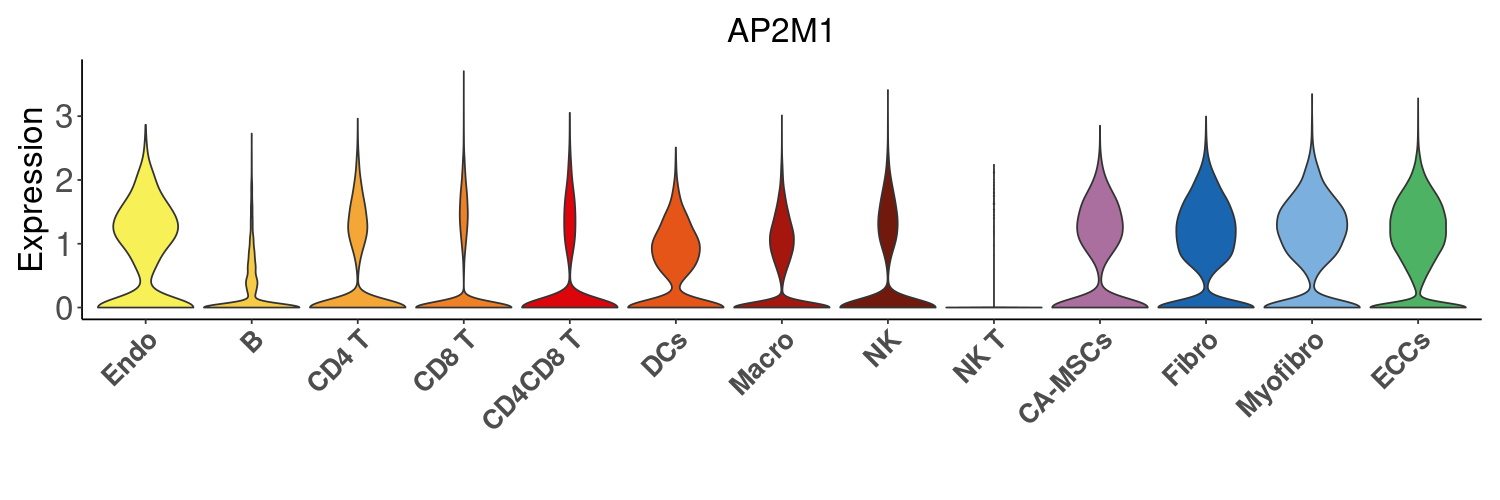 AP2M1
Expression
3
2
1
0
Endo
B
CD4 T
CD8 T
CD4CD8 T
DCs
Macro
NK
NK T
CA-MSCs
Fibro
Myofibro
ECCs